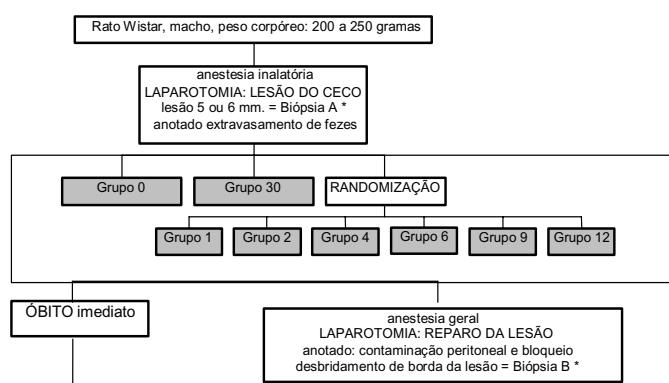 Rato Wistar, macho, peso corpóreo: 200 a 250 gramas
anestesia inalatória
LAPAROTOMIA: LESÃO DO CECO
lesão 5 ou 6 mm. = Biópsia A *
anotado extravasamento de fezes
Grupo 0
Grupo 30
RANDOMIZAÇÃO
Grupo 1
Grupo 2
Grupo 4
Grupo 6
Grupo 9
Grupo 12
ÓBITO imediato
anestesia geral
LAPAROTOMIA: REPARO DA LESÃO
anotado: contaminação peritoneal e bloqueio
desbridamento de borda da lesão = Biópsia B *